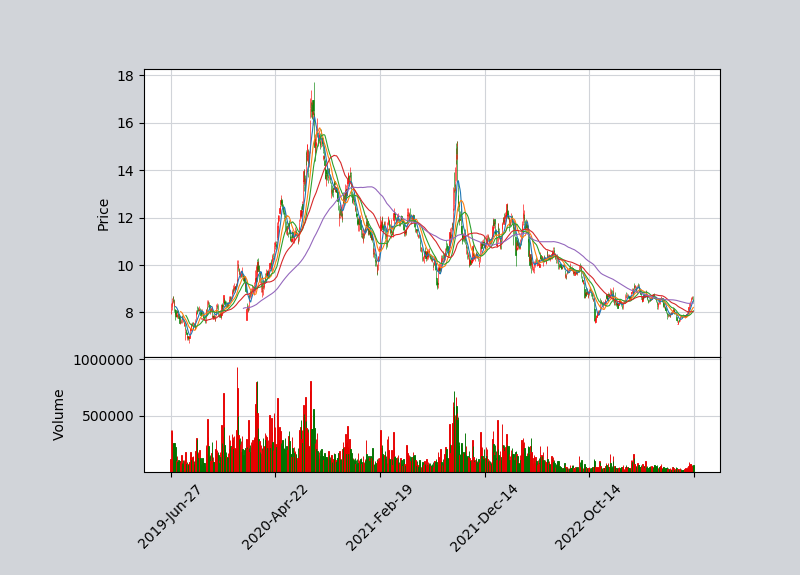 18
16
14
12
10
8
Price
1000000
500000
Volume
2019-Jun-27
2020-Apr-22
2021-Feb-19
2021-Dec-14
2022-Oct-14